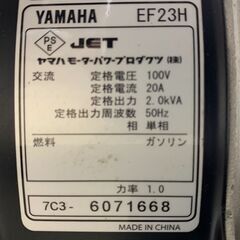 YAMAHA EF23H
PS
E
JET
ヤマハモーターパワープロダクツ(株)
交流 定格電圧 100V
定格電流 20A
定格出力 2.0kVA
定格出力周波数 50Hz
相 単相
燃料 ガソリン
力率 1.0
7C3- 6071668
MADE IN CHINA